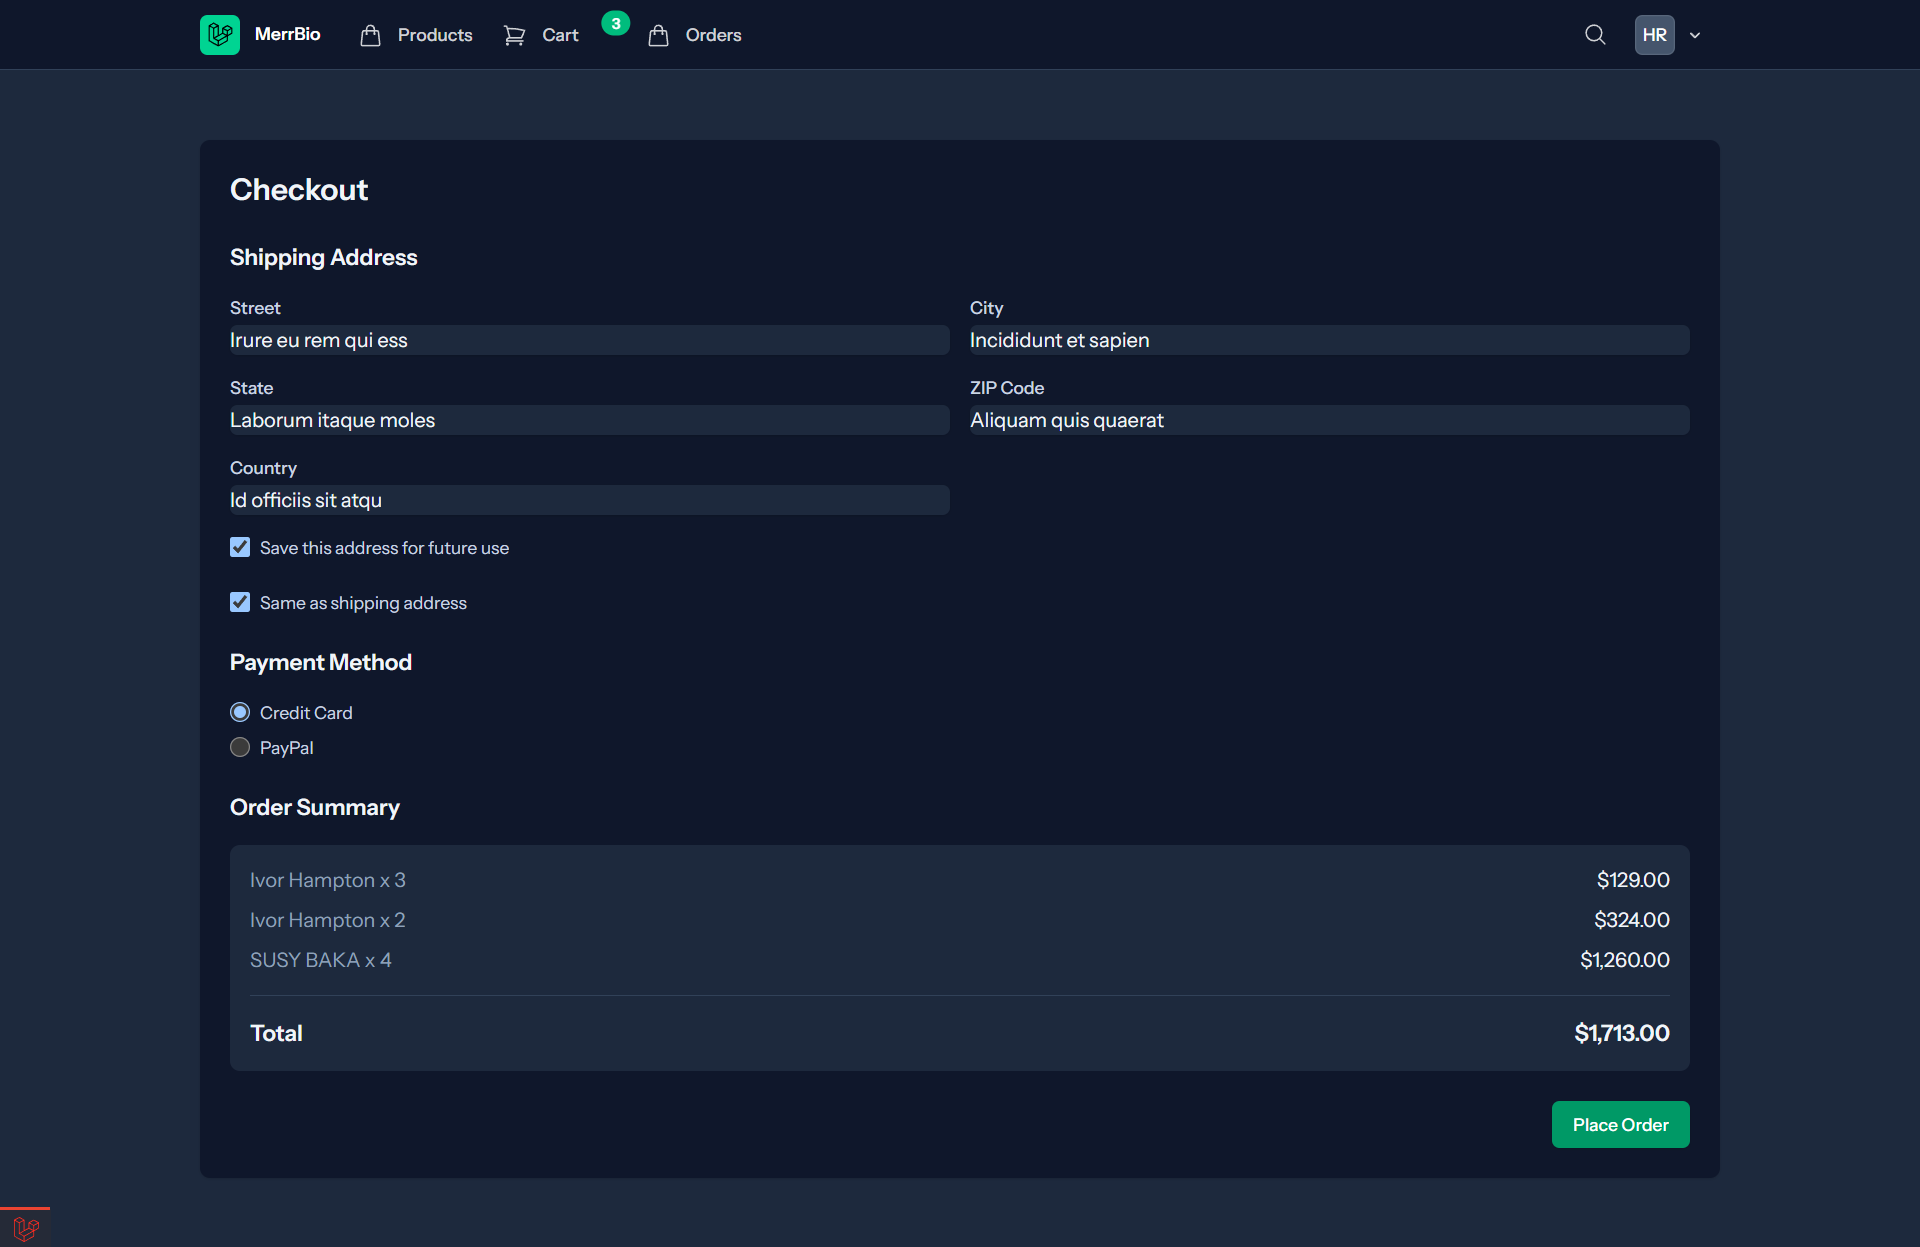 MerrBio Products Cart 3 Orders HR
Checkout
Shipping Address
Street City
Irure eu rem qui ess Incididunt et sapien
State ZIP Code
Laborum itaque moles Aliquam quis quaerat
Country
Id officiis sit atqu
Save this address for future use
Same as shipping address
Payment Method
Credit Card
PayPal
Order Summary
Ivor Hampton x 3 $129.00
Ivor Hampton x 2 $324.00
SUSY BAKA x 4 $1,260.00
Total $1,713.00
Place Order